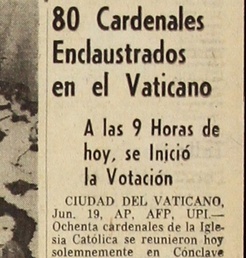 80 Cardenales
Enclaustrados
en el Vaticano
A las 9 Horas de
hoy, se Inició
la Votación
CIUDAD DEL VATICANO,
Jun. 19, AP, AFP, UPI.—
Ochenta cardenales de la Igle-
sia Católica se reunieron hoy
solemnemente en Cónclave